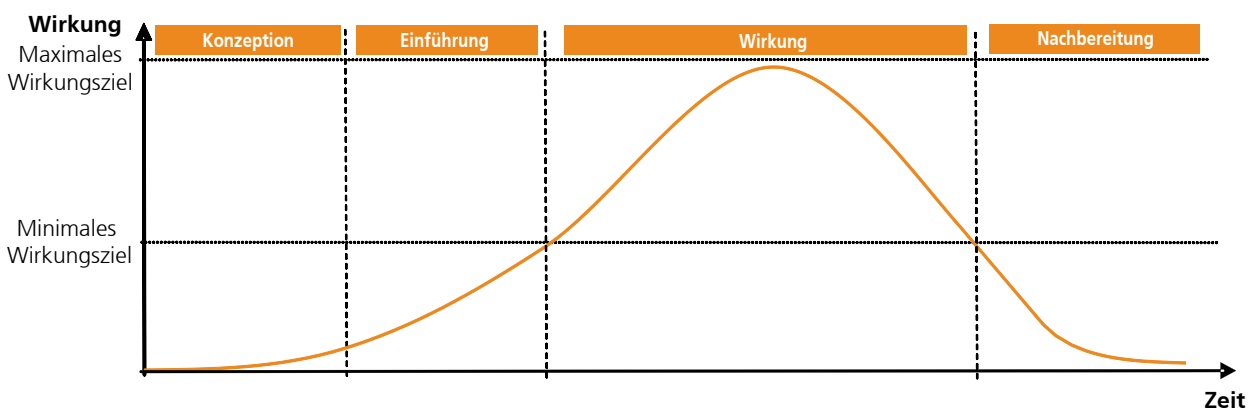 Wirkung
Maximales
Wirkungsziel
Konzeption
Einführung
Wirkung
Nachbereitung
Minimales
Wirkungsziel
Zeit